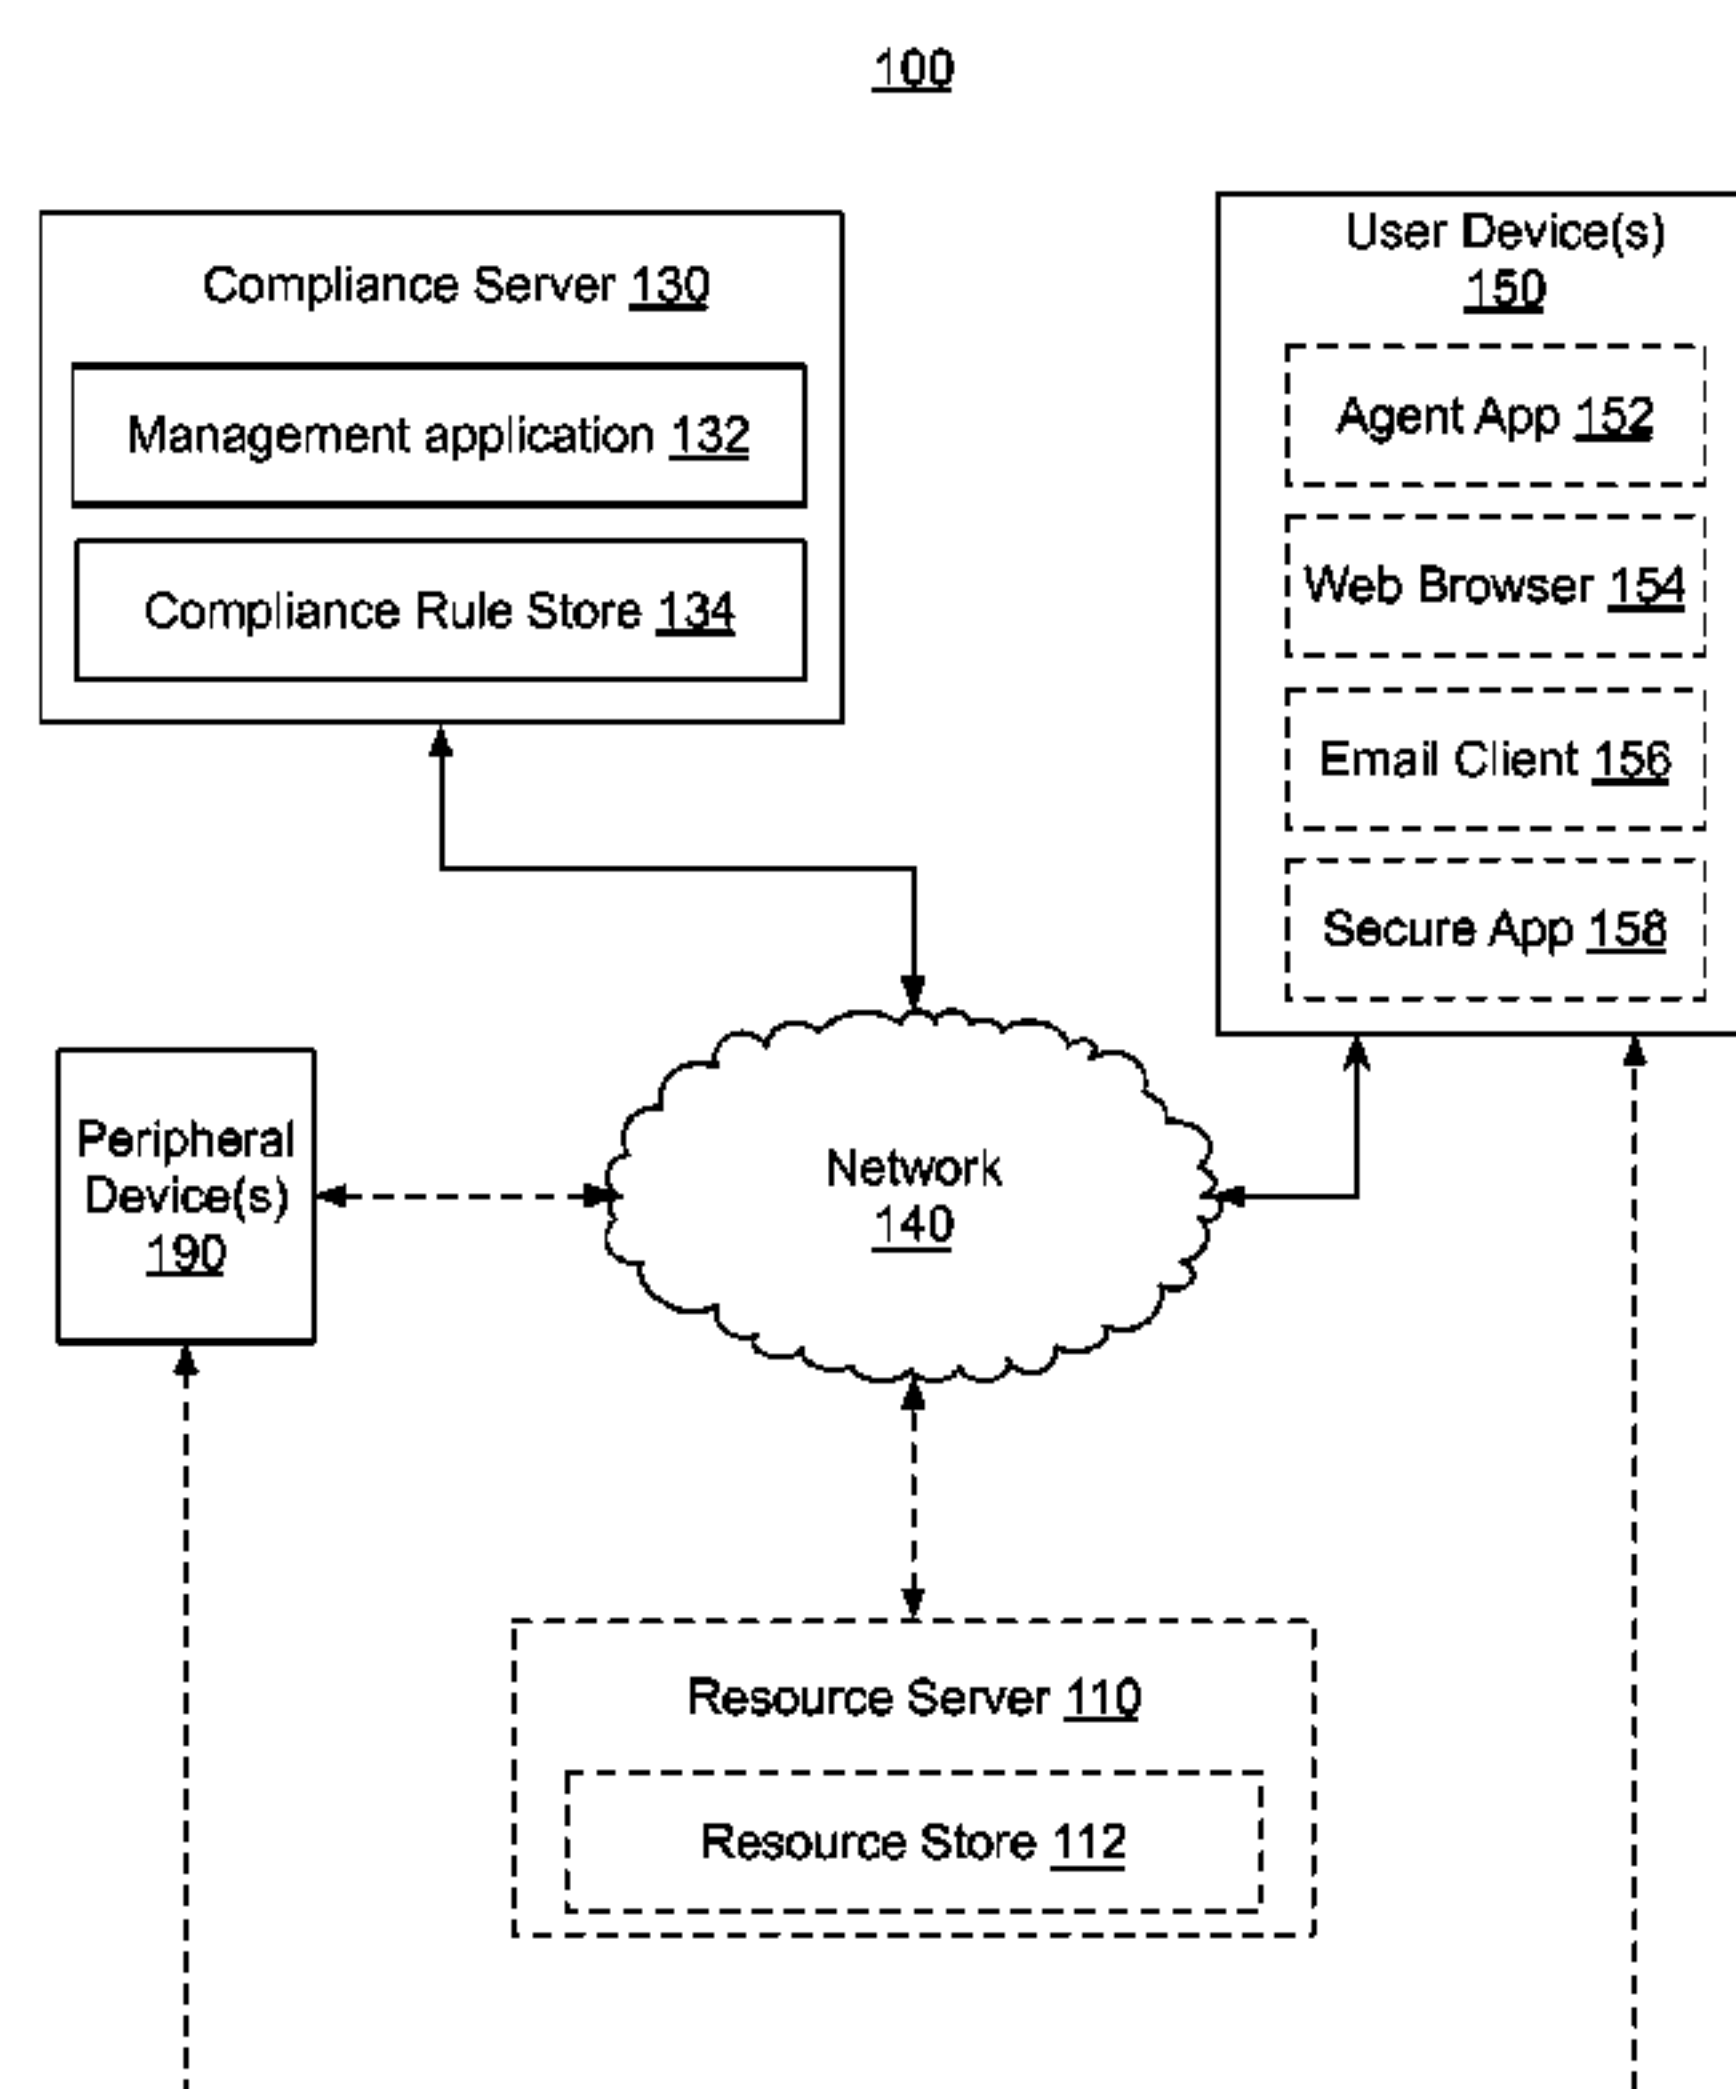 100
Compliance Server 130
Management application 132
Compliance Rule Store 134
User Device(s)
150
Agent App 152
Web Browser 154
Email Client 156
Secure App 158
Peripheral
Device(s)
190
Network
140
Resource Server 110
Resource Store 112